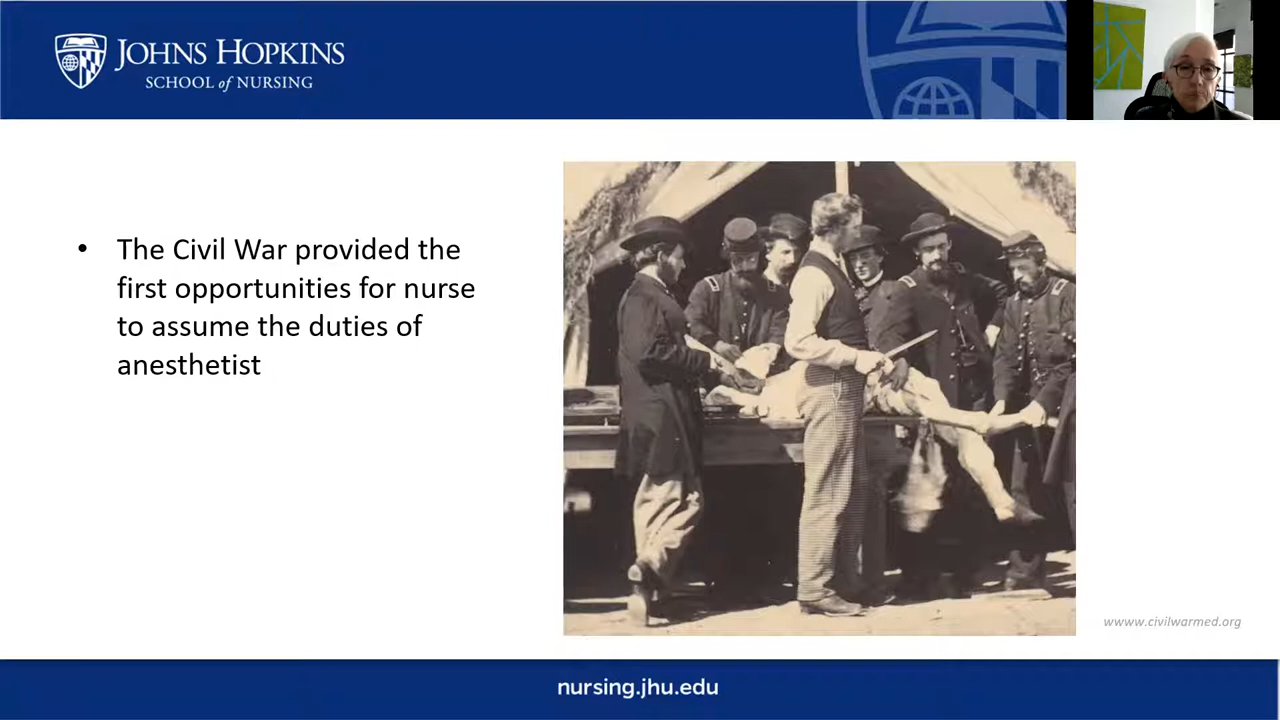 JOHNS HOPKINS
SCHOOL of NURSING
• The Civil War provided the
first opportunities for nurse
to assume the duties of
anesthetist
wwww.civilwarmed.org
nursing.jhu.edu